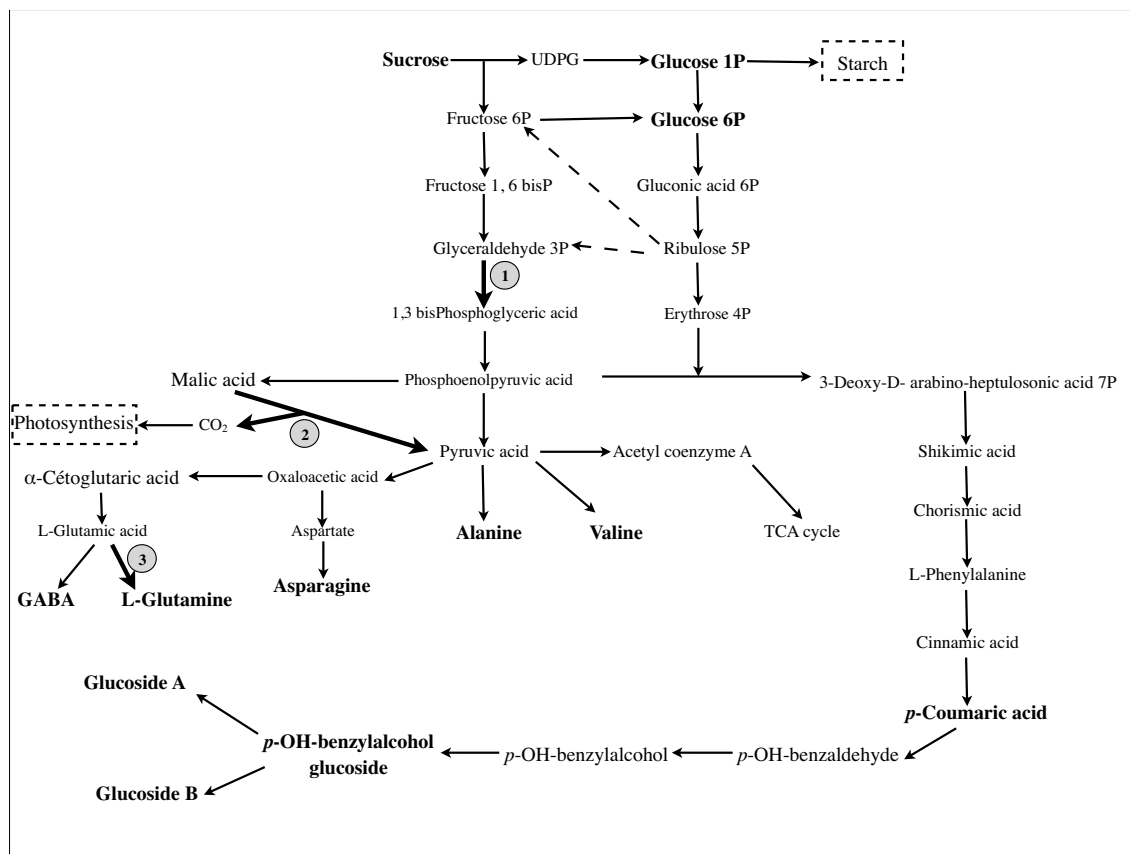 Sucrose UDPG Glucose 1P Starch
Fructose 6P Glucose 6P
Fructose 1, 6 bisP Gluconic acid 6P
Glyceraldehyde 3P Ribulose 5P
1
1,3 bisPhosphoglyceric acid Erythrose 4P
Malic acid Phosphoenolpyruvic acid 3-Deoxy-D- arabino-heptulosonic acid 7P
Photosynthesis CO₂ 2
Pyruvic acid Acetyl coenzyme A Shikimic acid
α-Cétoglutaric acid Oxaloacetic acid
Chorismic acid
L-Glutamic acid Aspartate Alanine Valine TCA cycle
3
L-Phenylalanine
GABA L-Glutamine Asparagine
Cinnamic acid
Glucoside A
p-Coumaric acid
p-OH-benzylalcohol
glucoside
p-OH-benzylalcohol p-OH-benzaldehyde
Glucoside B